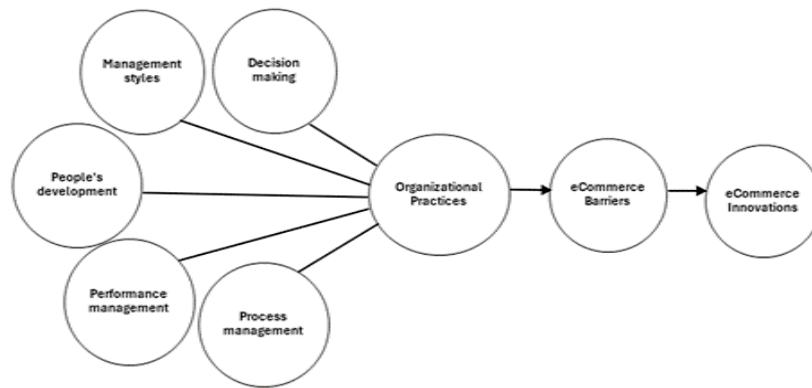 Management
styles
Decision
making
People's
development
Organizational
Practices
eCommerce
Barriers
eCommerce
Innovations
Performance
management
Process
management